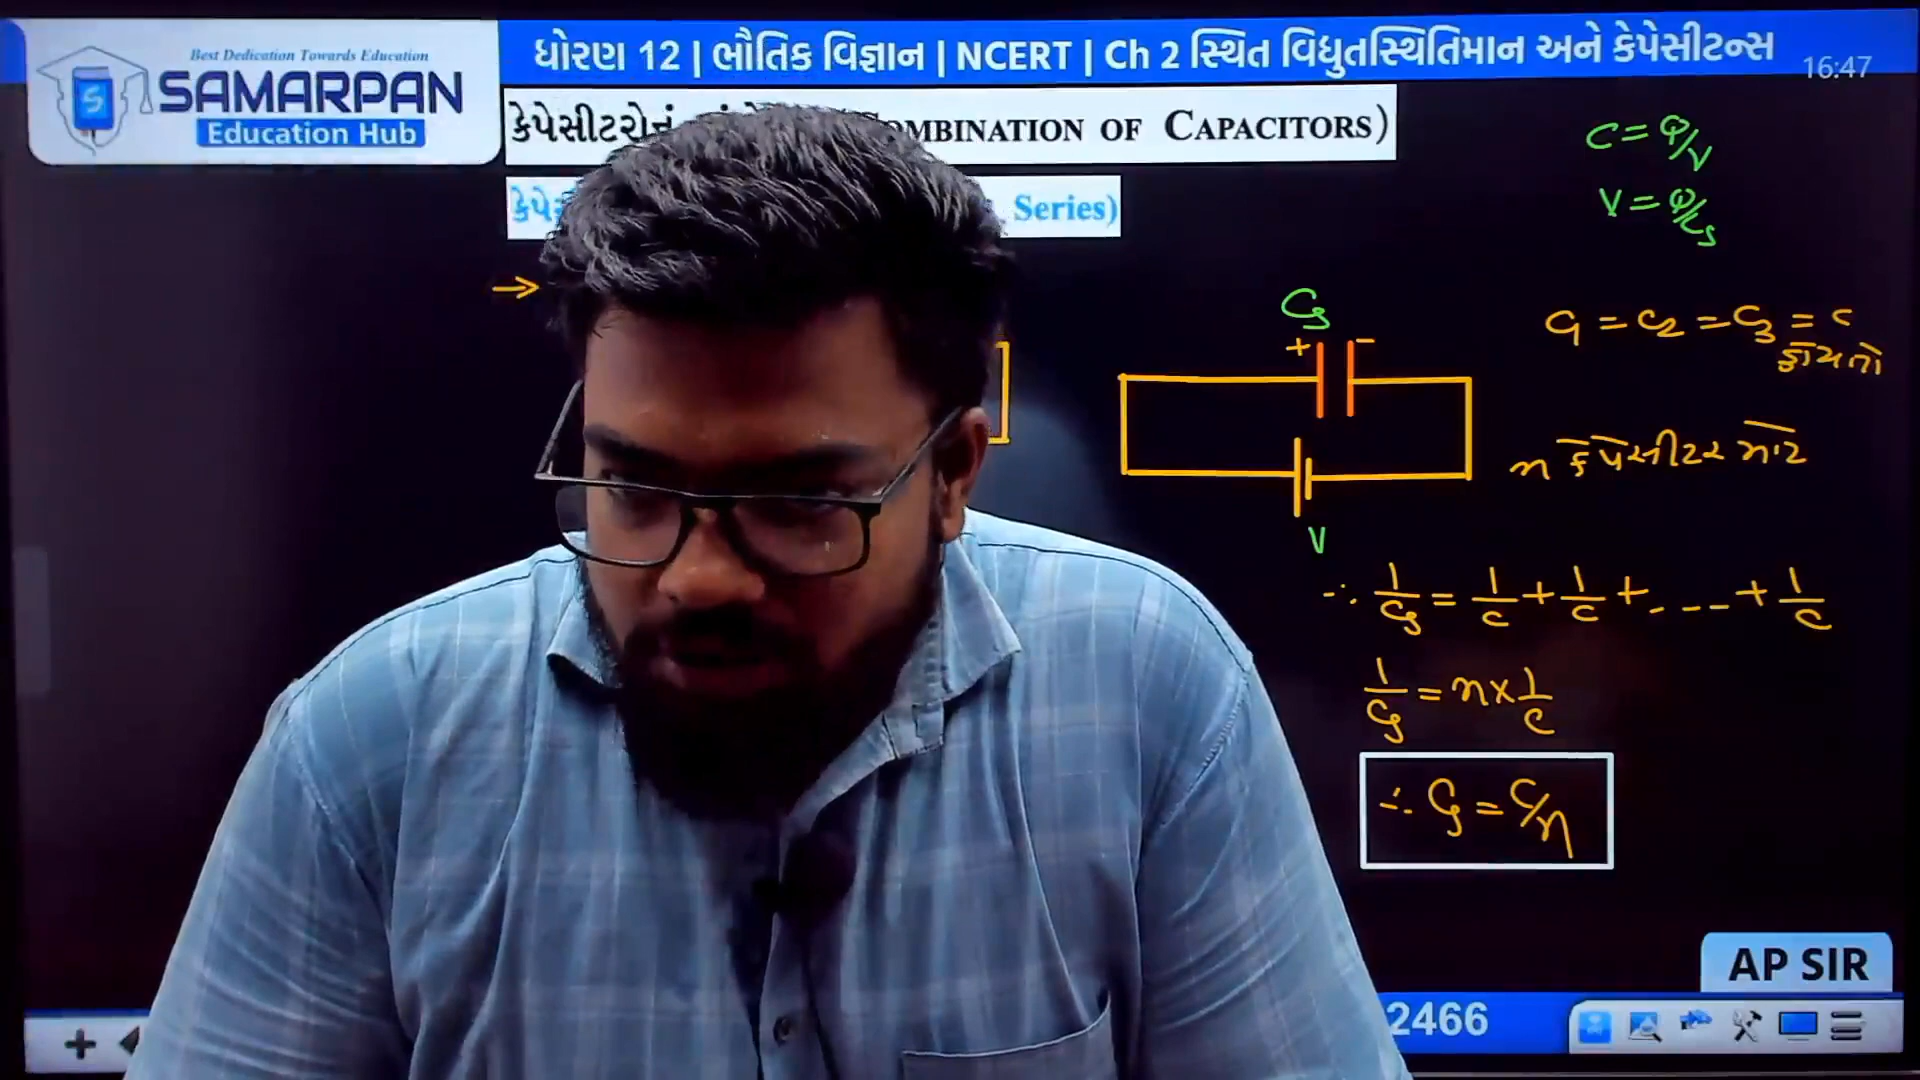 Best Dedication Towards Education
SAMARPAN
Education Hub
ધોરણ 12 | ભૌતિક વિજ્ઞાન | NCERT | Ch 2 સ્થિત વિદ્યુતસ્થિતિમાન અને કેપેસીટન્સ
16:47
કેપેસીટરોનું COMBINATION OF CAPACITORS)
Series)
C = Q/V
V = Q/Cs
→
Cs
+ -
V
C1 = C2 = C3 = C
હોય તો
n કેપેસીટર માટે
∴ 1/Cs = 1/C + 1/C + - - - - + 1/C
1/Cs = n × 1/C
∴ Cs = C/n
AP SIR
2466